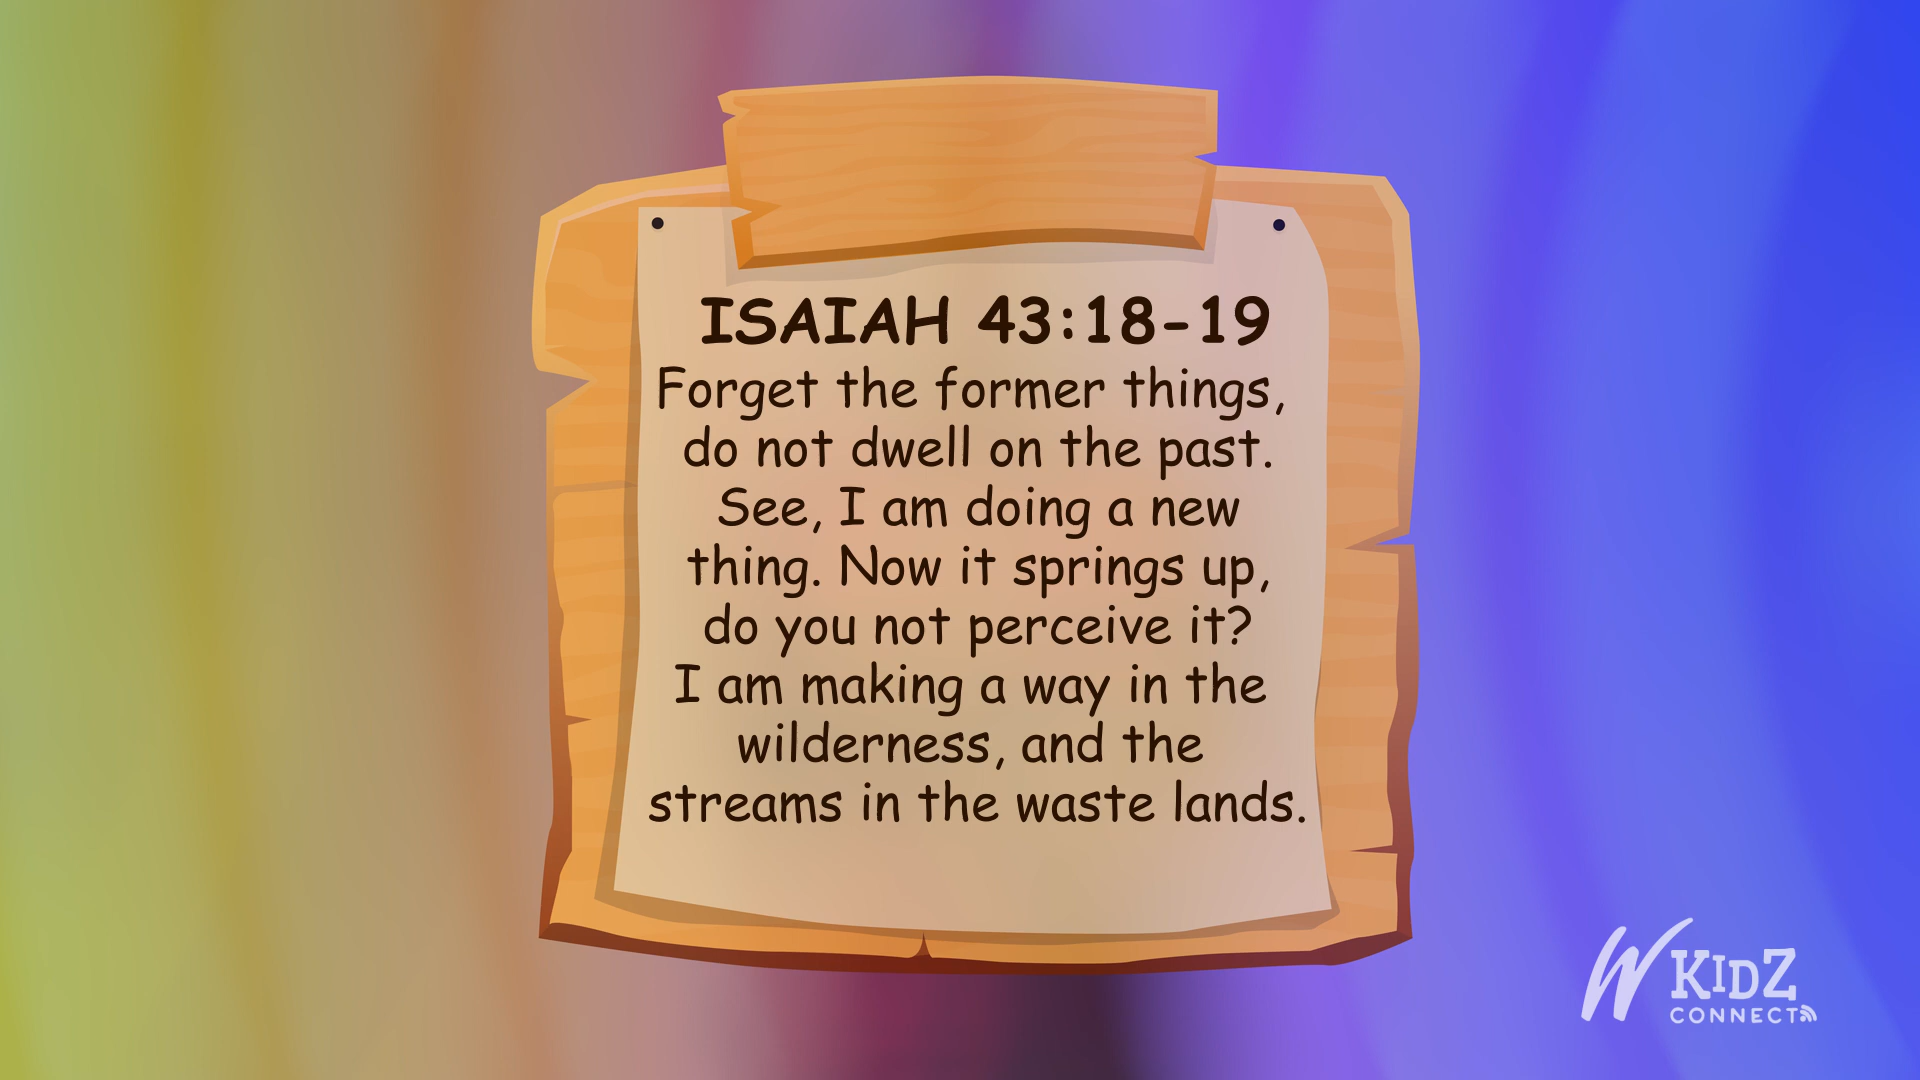 ISAIAH 43:18-19
Forget the former things,
do not dwell on the past.
See, I am doing a new
thing. Now it springs up,
do you not perceive it?
I am making a way in the
wilderness, and the
streams in the waste lands.
W KIDZ
CONNECT